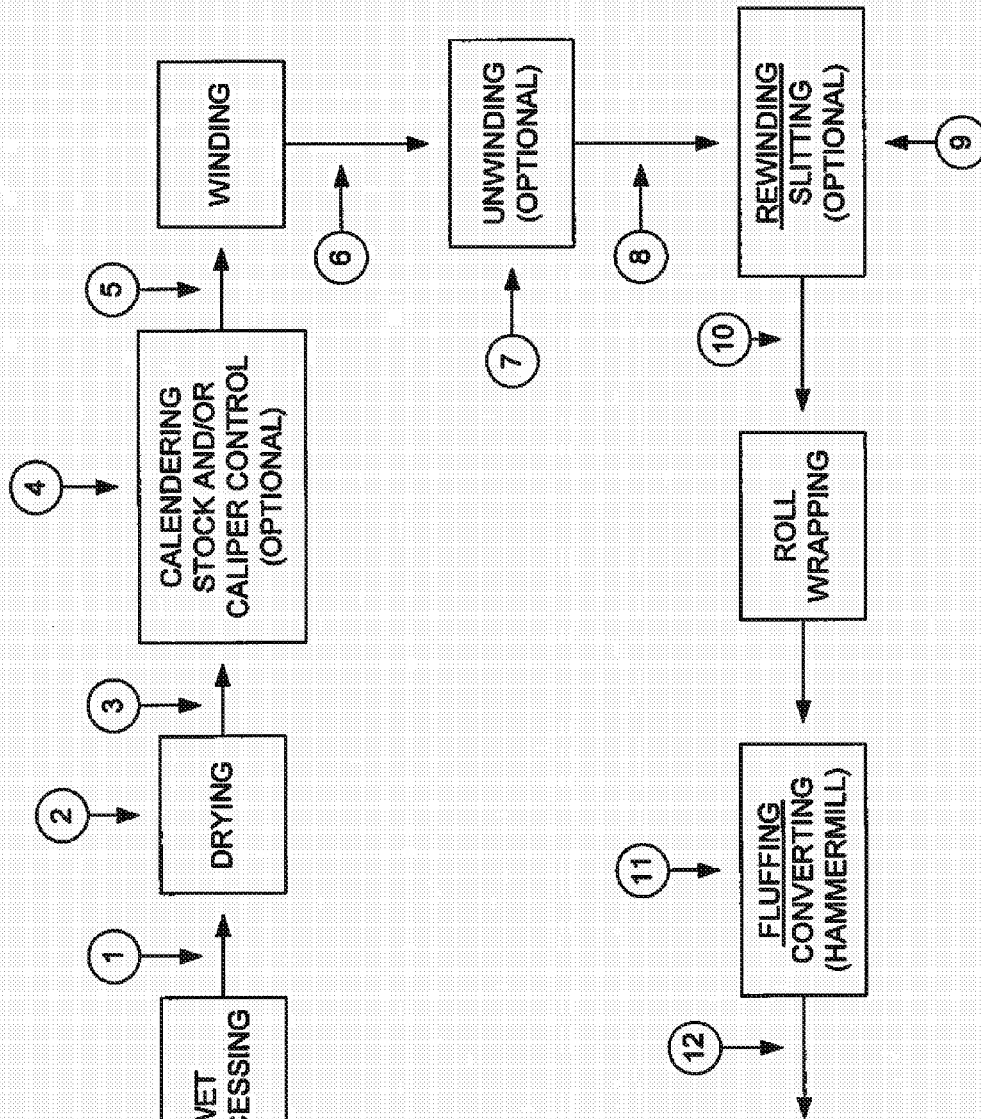 WET
CESSING
1
2
DRYING
3
4
CALENDERING
STOCK AND/OR
CALIPER CONTROL
(OPTIONAL)
5
WINDING
6
7
UNWINDING
(OPTIONAL)
8
9
REWINDING
SLITTING
(OPTIONAL)
10
ROLL
WRAPPING
11
FLUFFING
CONVERTING
(HAMMERMILL)
12